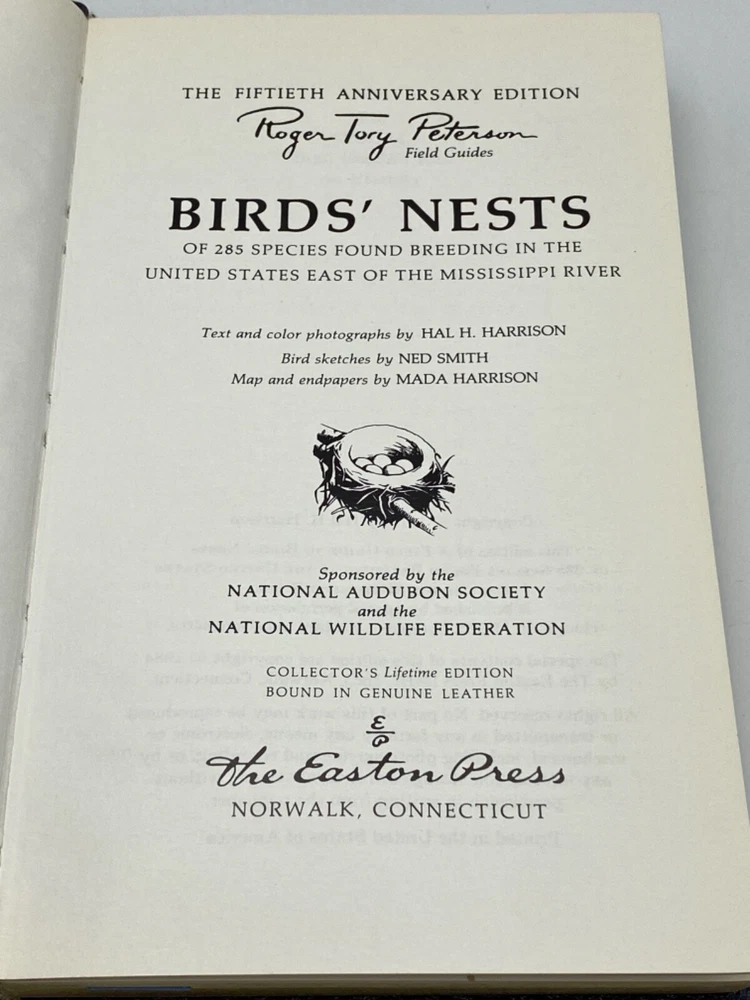 THE FIFTIETH ANNIVERSARY EDITION
Roger Tory Peterson
Field Guides
BIRDS' NESTS
OF 285 SPECIES FOUND BREEDING IN THE
UNITED STATES EAST OF THE MISSISSIPPI RIVER
Text and color photographs by HAL H. HARRISON
Bird sketches by NED SMITH
Map and endpapers by MADA HARRISON
Sponsored by the
NATIONAL AUDUBON SOCIETY
and the
NATIONAL WILDLIFE FEDERATION
COLLECTOR'S Lifetime EDITION
BOUND IN GENUINE LEATHER
E
P
The Easton Press
NORWALK, CONNECTICUT